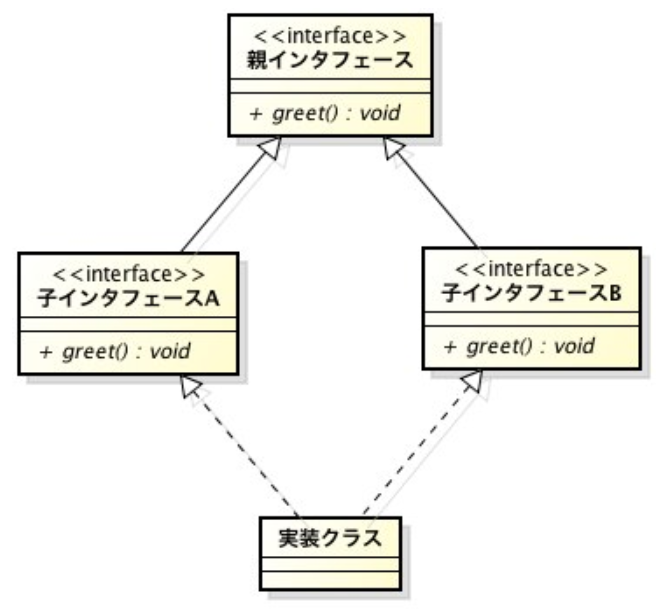 <<interface>>
親インタフェース
+ greet() : void
<<interface>>
子インタフェースA
+ greet() : void
<<interface>>
子インタフェースB
+ greet() : void
実装クラス